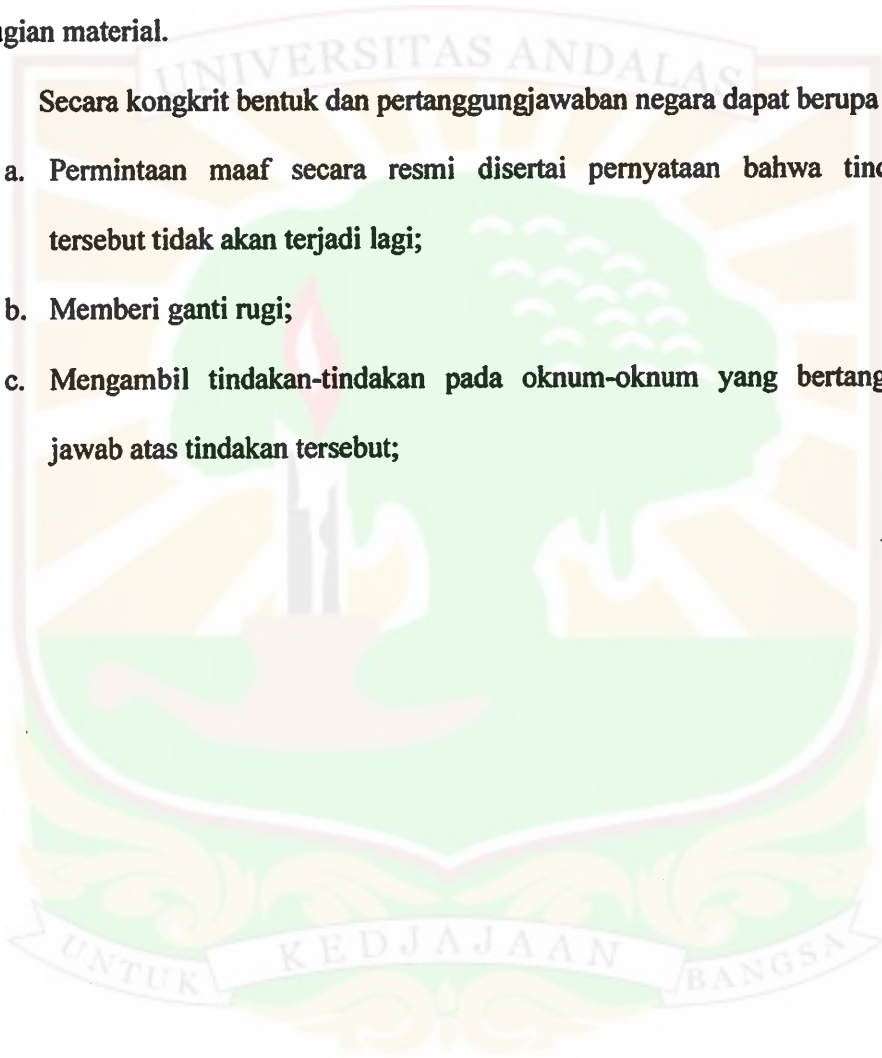 gian material.
UNIVERSITAS ANDALAS
Secara kongkrit bentuk dan pertanggungjawaban negara dapat berupa
a. Permintaan maaf secara resmi disertai pernyataan bahwa tind
tersebut tidak akan terjadi lagi;
b. Memberi ganti rugi;
c. Mengambil tindakan-tindakan pada oknum-oknum yang bertang
jawab atas tindakan tersebut;
UNTUK KEDJAJAAN BANGSA